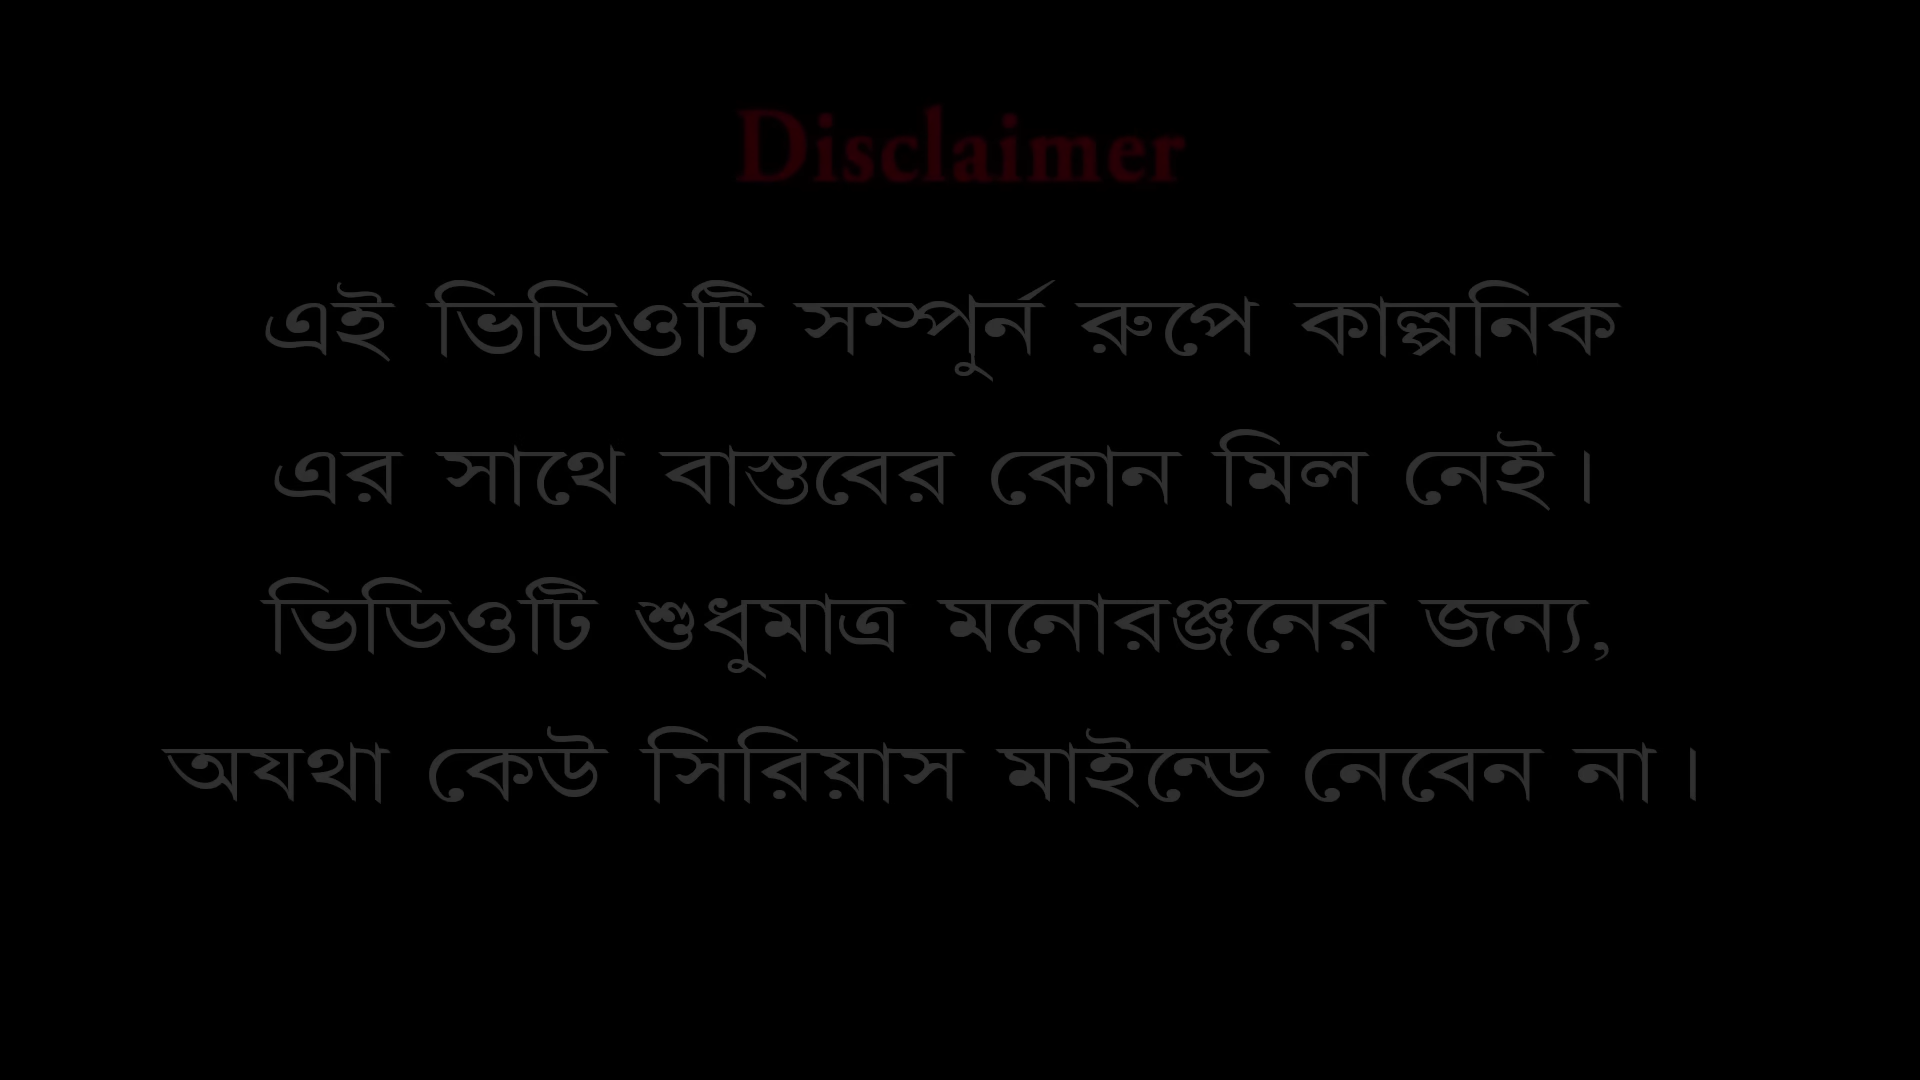 Disclaimer
এই ভিডিওটি সম্পুর্ন রুপে কাল্পনিক
এর সাথে বাস্তবের কোন মিল নেই।
ভিডিওটি শুধুমাত্র মনোরঞ্জনের জন্য,
অযথা কেউ সিরিয়াস মাইন্ডে নেবেন না।